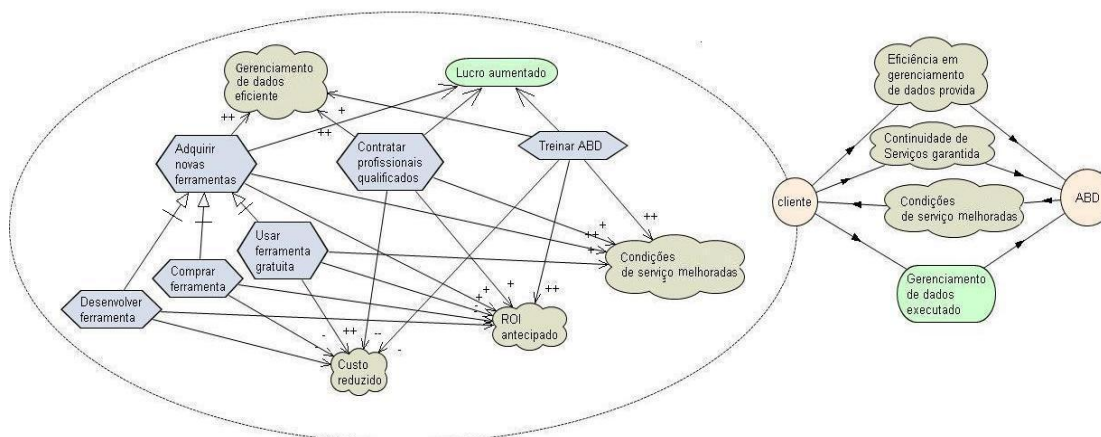 Gerenciamento
de dados
eficiente
Lucro aumentado
++
+
++
Adquirir
novas
ferramentas
Contratar
profissionais
qualificados
Treinar ABD
Usar
ferramenta
gratuita
+
++
++
+
Condições
de serviço melhoradas
Comprar
ferramenta
Desenvolver
ferramenta
+
+
+
++
-
-
ROI
antecipado
-
-
++
--
-
Custo
reduzido
Eficiência em
gerenciamento
de dados provida
Continuidade de
Serviços garantida
cliente
Condições
de serviço melhoradas
ABD
Gerenciamento
de dados
executado